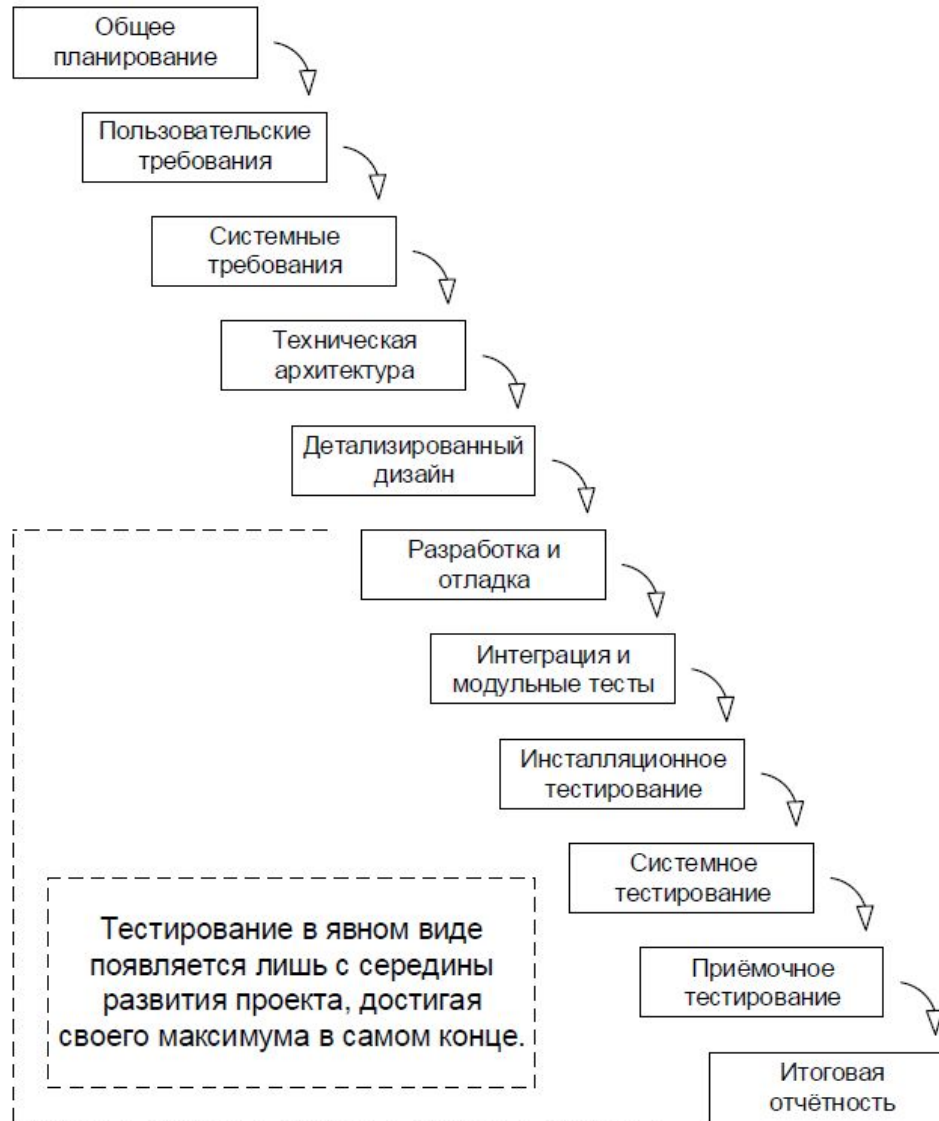 Общее
планирование
Пользовательские
требования
Системные
требования
Техническая
архитектура
Детализированный
дизайн
Разработка и
отладка
Интеграция и
модульные тесты
Инсталляционное
тестирование
Системное
тестирование
Тестирование в явном виде
появляется лишь с середины
развития проекта, достигая
своего максимума в самом конце.
Приёмочное
тестирование
Итоговая
отчётность